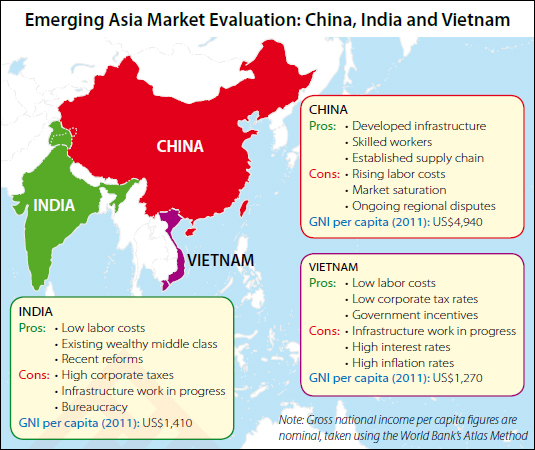 Emerging Asia Market Evaluation: China, India and Vietnam
CHINA
INDIA
VIETNAM
CHINA
Pros: • Developed infrastructure
• Skilled workers
• Established supply chain
Cons: • Rising labor costs
• Market saturation
• Ongoing regional disputes
GNI per capita (2011): US$4,940
VIETNAM
Pros: • Low labor costs
• Low corporate tax rates
• Government incentives
Cons: • Infrastructure work in progress
• High interest rates
• High inflation rates
GNI per capita (2011): US$1,270
INDIA
Pros: • Low labor costs
• Existing wealthy middle class
• Recent reforms
Cons: • High corporate taxes
• Infrastructure work in progress
• Bureaucracy
GNI per capita (2011): US$1,410
Note: Gross national income per capita figures are
nominal, taken using the World Bank's Atlas Method